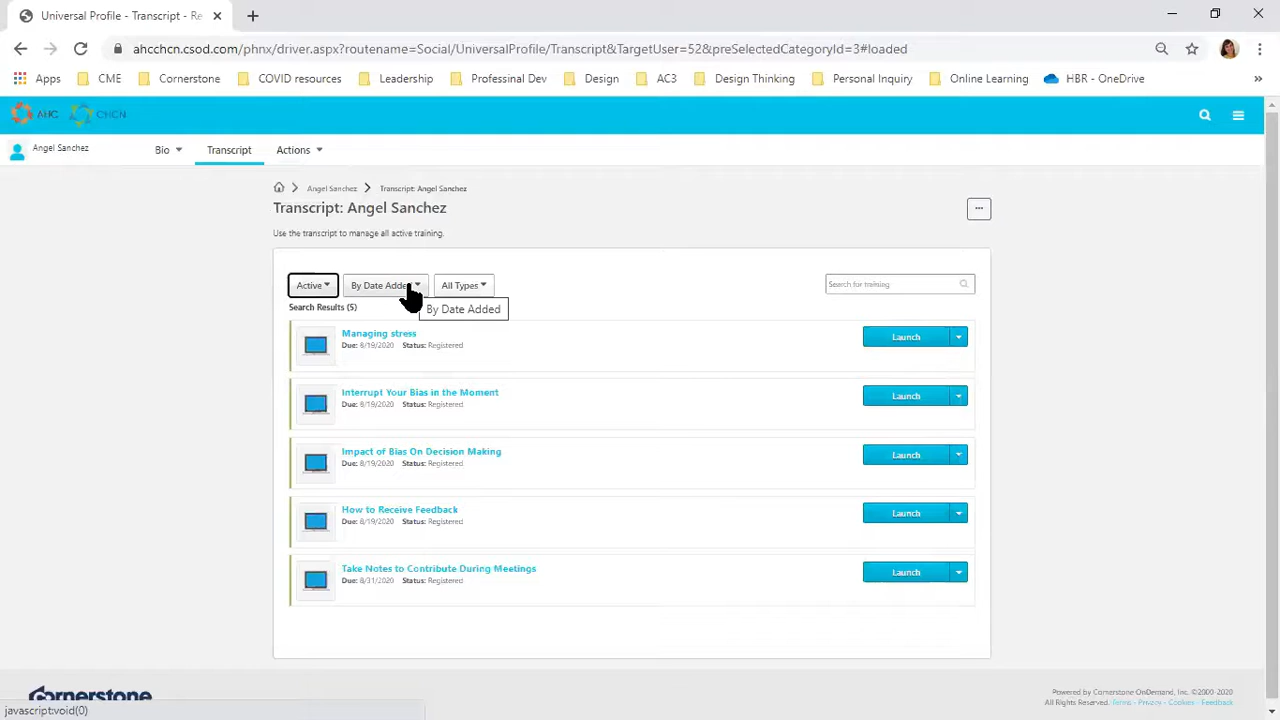 Universal Profile - Transcript - Re
ahcchcn.csod.com/phnx/driver.aspx?routename=Social/UniversalProfile/Transcript&TargetUser=52&preSelectedCategoryId=3#loaded
Apps CME Cornerstone COVID resources Leadership Professinal Dev Design AC3 Design Thinking Personal Inquiry Online Learning HBR - OneDrive »
AHC CHCN
Angel Sanchez Bio Transcript Actions
Angel Sanchez Transcript: Angel Sanchez
Transcript: Angel Sanchez
...
Use the transcript to manage all active training.
Active By Date Added All Types Search for training
Search Results (5)
By Date Added
Managing stress
Due: 8/19/2020 Status: Registered
Launch
Interrupt Your Bias in the Moment
Due: 8/19/2020 Status: Registered
Launch
Impact of Bias On Decision Making
Due: 8/19/2020 Status: Registered
Launch
How to Receive Feedback
Due: 8/19/2020 Status: Registered
Launch
Take Notes to Contribute During Meetings
Due: 8/31/2020 Status: Registered
Launch
Cornerstone
Powered by Cornerstone OnDemand, Inc. ©2000-2020
All Rights Reserved. Terms - Privacy - Cookies - Feedback
javascript:void(0)